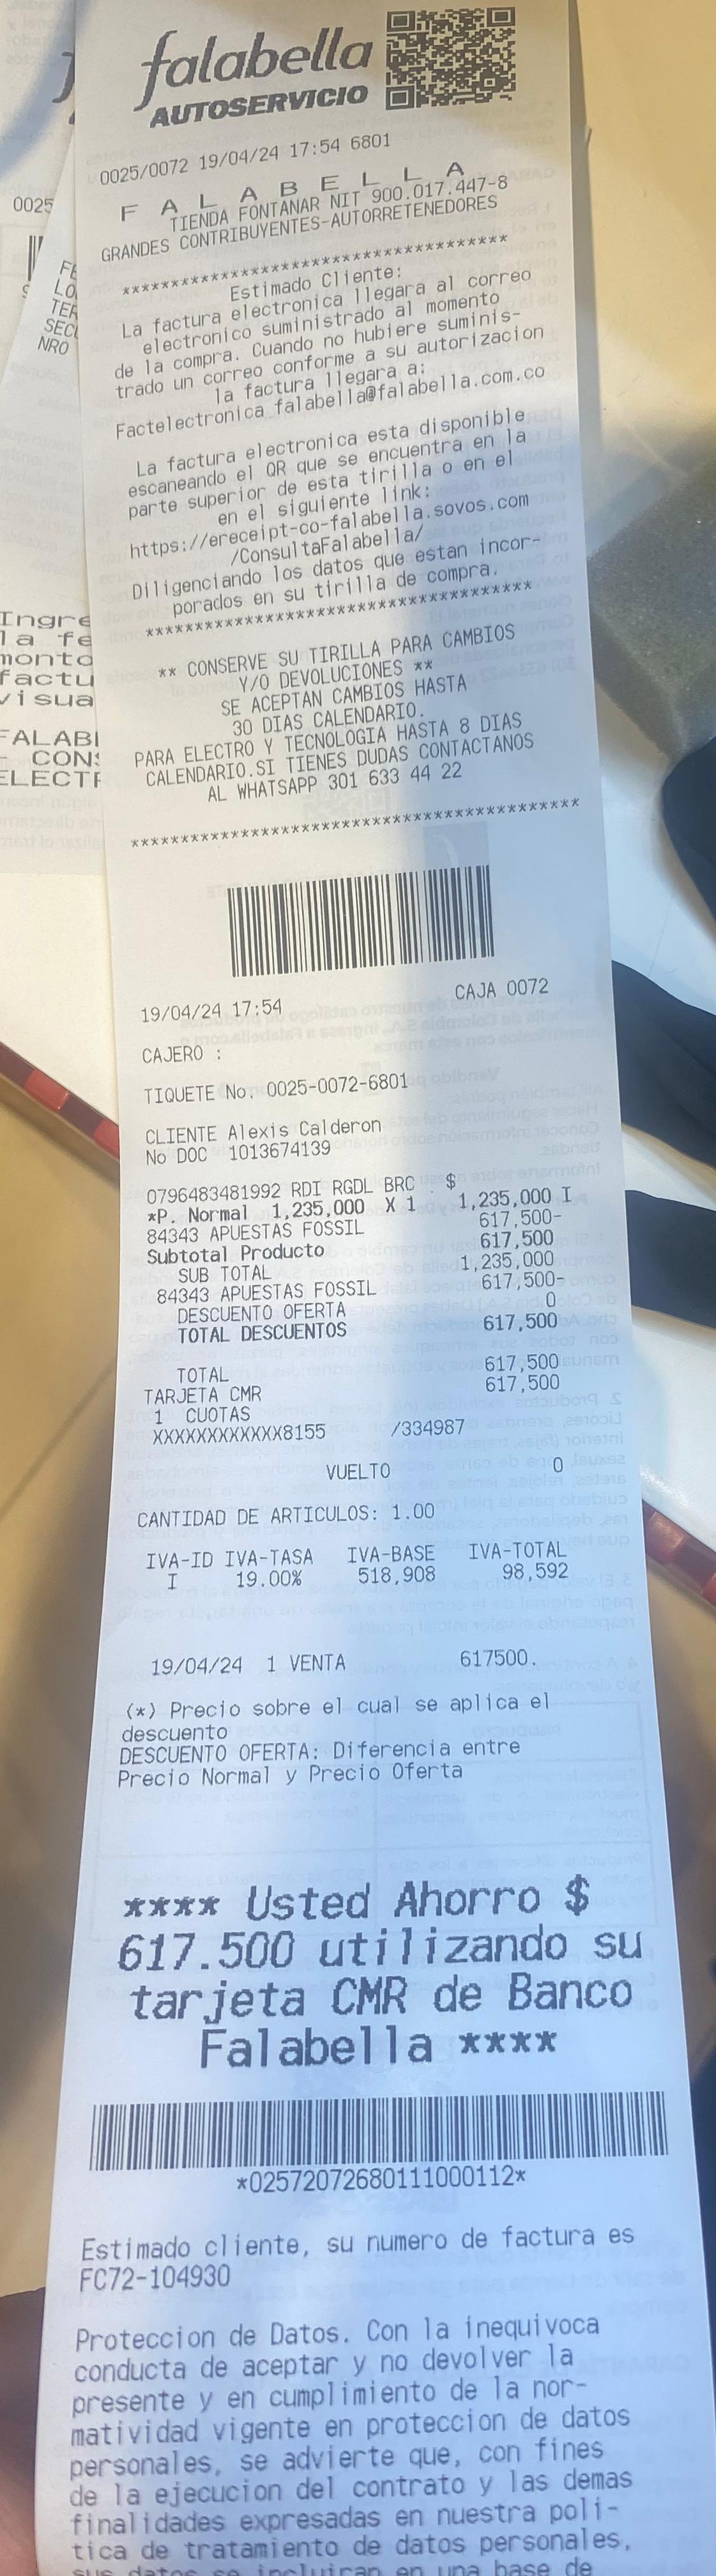 falabella
AUTOSERVICIO
0025/0072 19/04/24 17:54 6801
F A L A B E L L A
TIENDA FONTANAR NIT 900.017.447-8
GRANDES CONTRIBUYENTES-AUTORRETENEDORES
***************************************
Estimado Cliente:
La factura electronica llegara al correo
electronico suministrado al momento
de la compra. Cuando no hubiere suminis-
trado un correo conforme a su autorizacion
la factura llegara a:
Factelectronica_falabella@falabella.com.co
La factura electronica esta disponible
escaneando el QR que se encuentra en la
parte superior de esta tirilla o en el
en el siguiente link:
https://ereceipt-co-falabella.sovos.com
/ConsultaFalabella/
Diligenciando los datos que estan incor-
porados en su tirilla de compra.
***************************************
** CONSERVE SU TIRILLA PARA CAMBIOS
Y/O DEVOLUCIONES **
SE ACEPTAN CAMBIOS HASTA
30 DIAS CALENDARIO.
PARA ELECTRO Y TECNOLOGIA HASTA 8 DIAS
CALENDARIO.SI TIENES DUDAS CONTACTANOS
AL WHATSAPP 301 633 44 22
*********************************************
19/04/24 17:54 CAJA 0072
CAJERO :
TIQUETE No. 0025-0072-6801
CLIENTE Alexis Calderon
No DOC 1013674139
0796483481992 RDI RGDL BRC . $
*P. Normal 1,235,000 X 1 1,235,000 I
84343 APUESTAS FOSSIL 617,500-
Subtotal Producto 617,500
SUB TOTAL 1,235,000
84343 APUESTAS FOSSIL 617,500-
DESCUENTO OFERTA 0
TOTAL DESCUENTOS 617,500
TOTAL 617,500
TARJETA CMR 617,500
1 CUOTAS
XXXXXXXXXXXX8155 /334987
VUELTO 0
CANTIDAD DE ARTICULOS: 1.00
IVA-ID IVA-TASA IVA-BASE IVA-TOTAL
I 19.00% 518,908 98,592
19/04/24 1 VENTA 617500.
(*) Precio sobre el cual se aplica el
descuento
DESCUENTO OFERTA: Diferencia entre
Precio Normal y Precio Oferta
**** Usted Ahorro $
617.500 utilizando su
tarjeta CMR de Banco
Falabella ****
*02572072680111000112*
Estimado cliente, su numero de factura es
FC72-104930
Proteccion de Datos. Con la inequivoca
conducta de aceptar y no devolver la
presente y en cumplimiento de la nor-
matividad vigente en proteccion de datos
personales, se advierte que, con fines
de la ejecucion del contrato y las demas
finalidades expresadas en nuestra poli-
tica de tratamiento de datos personales,
sus datos se incluiran en una base de